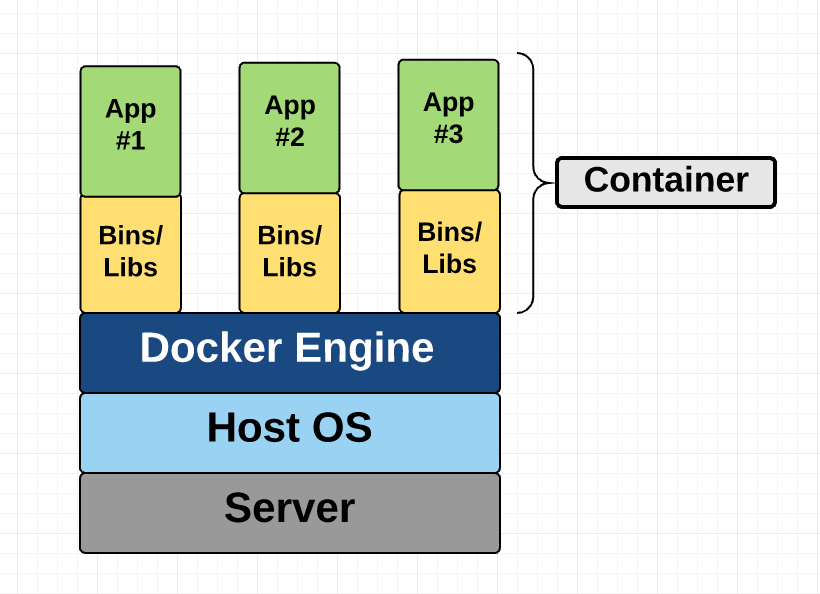 App
#1
App
#2
App
#3
Container
Bins/
Libs
Bins/
Libs
Bins/
Libs
Docker Engine
Host OS
Server